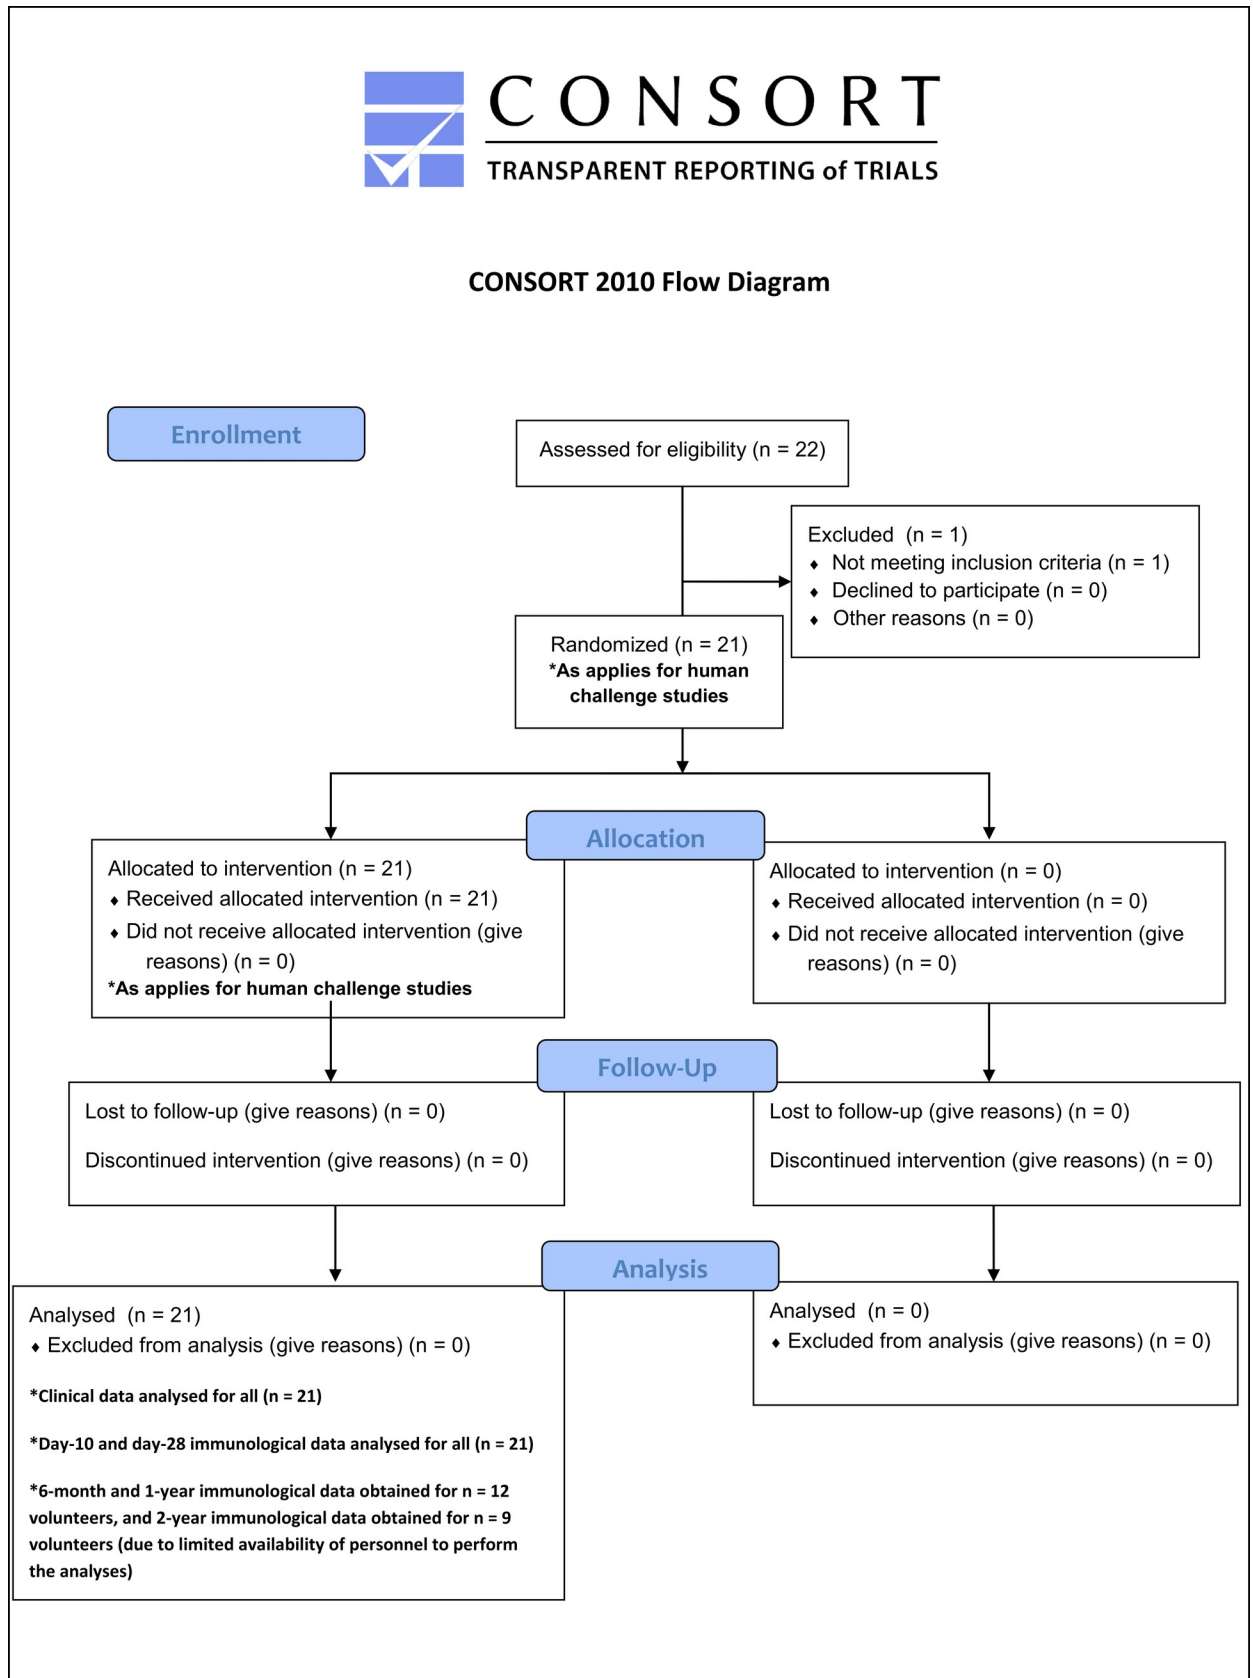 CONSORT
TRANSPARENT REPORTING of TRIALS
CONSORT 2010 Flow Diagram
Enrollment
Assessed for eligibility (n = 22)
Excluded  (n = 1)
♦ Not meeting inclusion criteria (n = 1)
♦ Declined to participate (n = 0)
♦ Other reasons (n = 0)
Randomized (n = 21)
*As applies for human
challenge studies
Allocation
Allocated to intervention (n = 21)
♦ Received allocated intervention (n = 21)
♦ Did not receive allocated intervention (give
reasons) (n = 0)
*As applies for human challenge studies
Allocated to intervention (n = 0)
♦ Received allocated intervention (n = 0)
♦ Did not receive allocated intervention (give
reasons) (n = 0)
Follow-Up
Lost to follow-up (give reasons) (n = 0)
Discontinued intervention (give reasons) (n = 0)
Lost to follow-up (give reasons) (n = 0)
Discontinued intervention (give reasons) (n = 0)
Analysis
Analysed  (n = 21)
♦ Excluded from analysis (give reasons) (n = 0)
*Clinical data analysed for all (n = 21)
*Day-10 and day-28 immunological data analysed for all (n = 21)
*6-month and 1-year immunological data obtained for n = 12
volunteers, and 2-year immunological data obtained for n = 9
volunteers (due to limited availability of personnel to perform
the analyses)
Analysed  (n = 0)
♦ Excluded from analysis (give reasons) (n = 0)